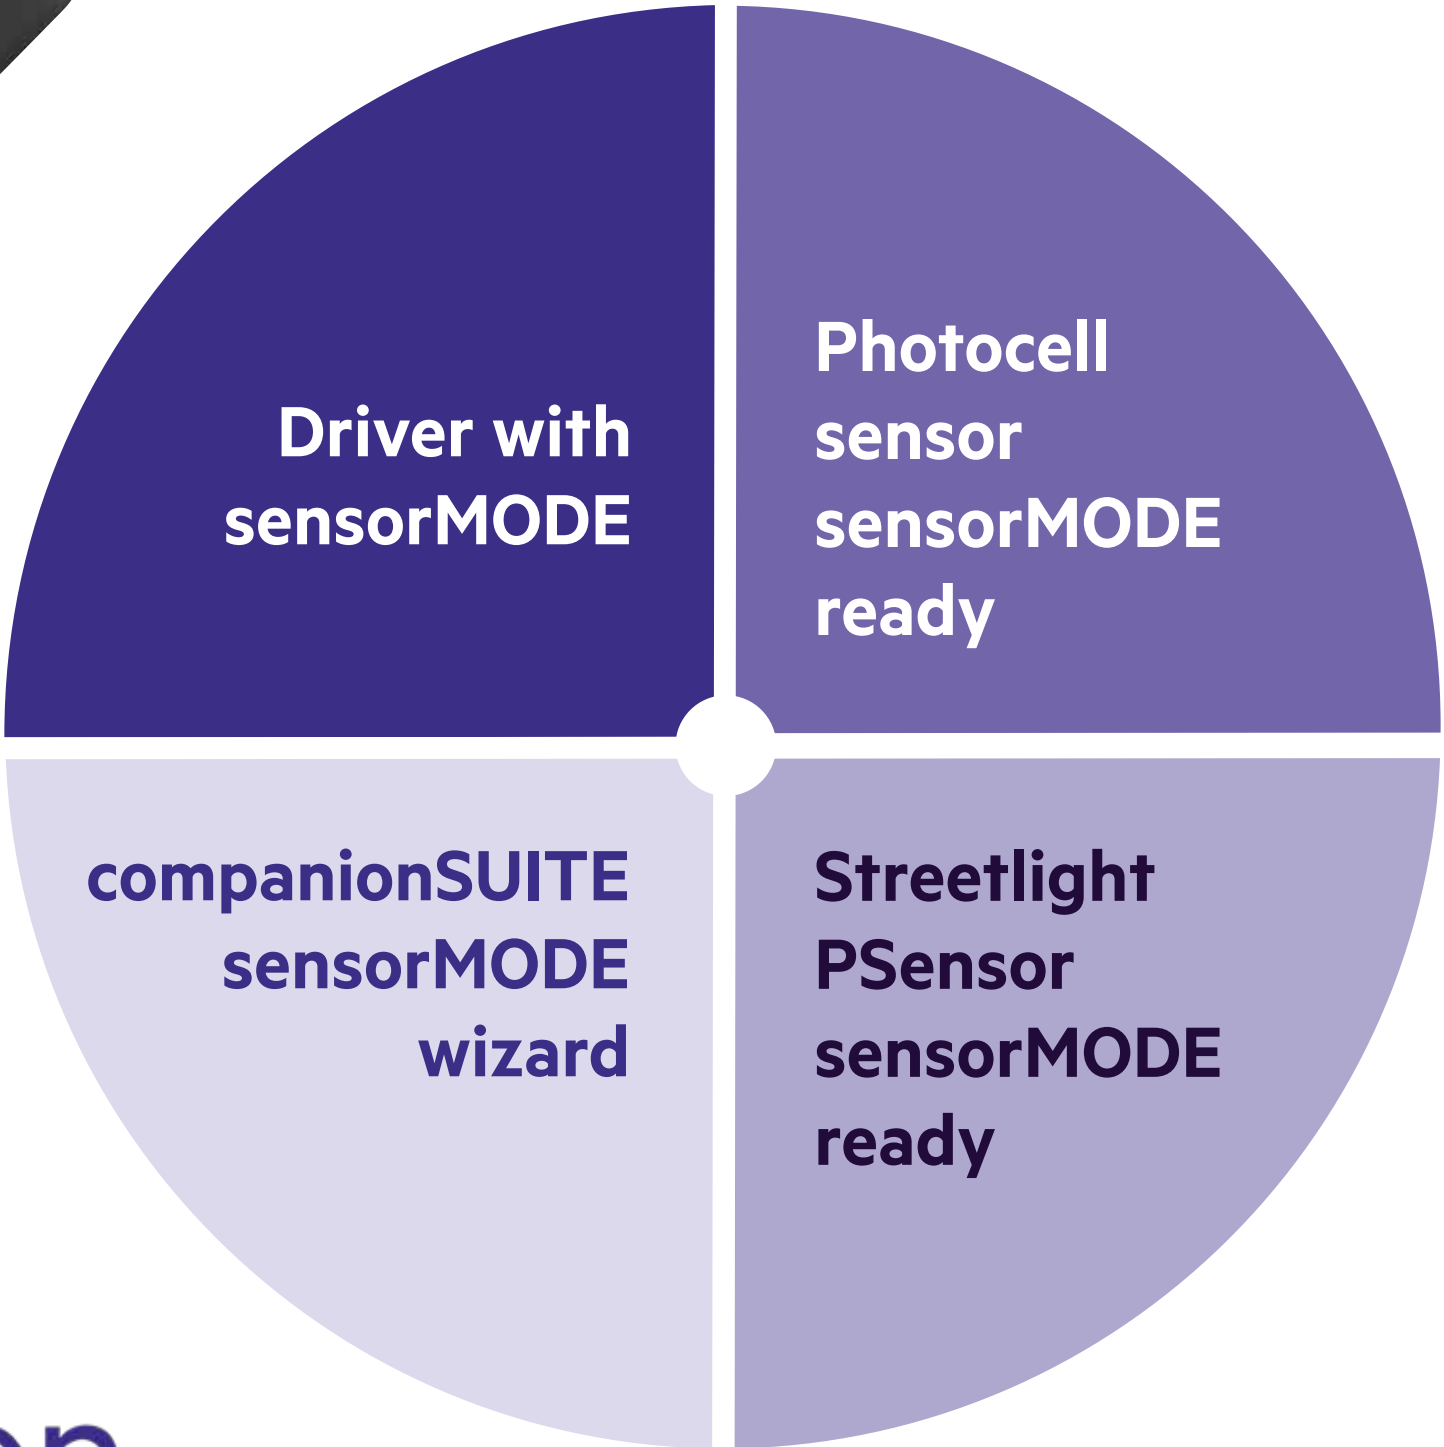 Driver with
sensorMODE
Photocell
sensor
sensorMODE
ready
companionSUITE
sensorMODE
wizard
Streetlight
PSensor
sensorMODE
ready